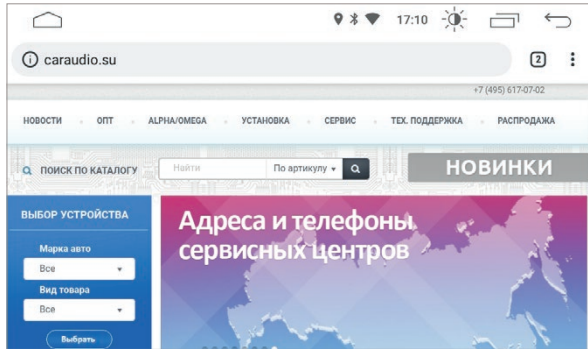 17:10
caraudio.su 2
+7 (495) 617-07-02
НОВОСТИ ОПТ ALPHA/OMEGA УСТАНОВКА СЕРВИС ТЕХ. ПОДДЕРЖКА РАСПРОДАЖА
ПОИСК ПО КАТАЛОГУ Найти По артикулу НОВИНКИ
ВЫБОР УСТРОЙСТВА
Адреса и телефоны
сервисных центров
Марка авто
Все
Вид товара
Все
Выбрать